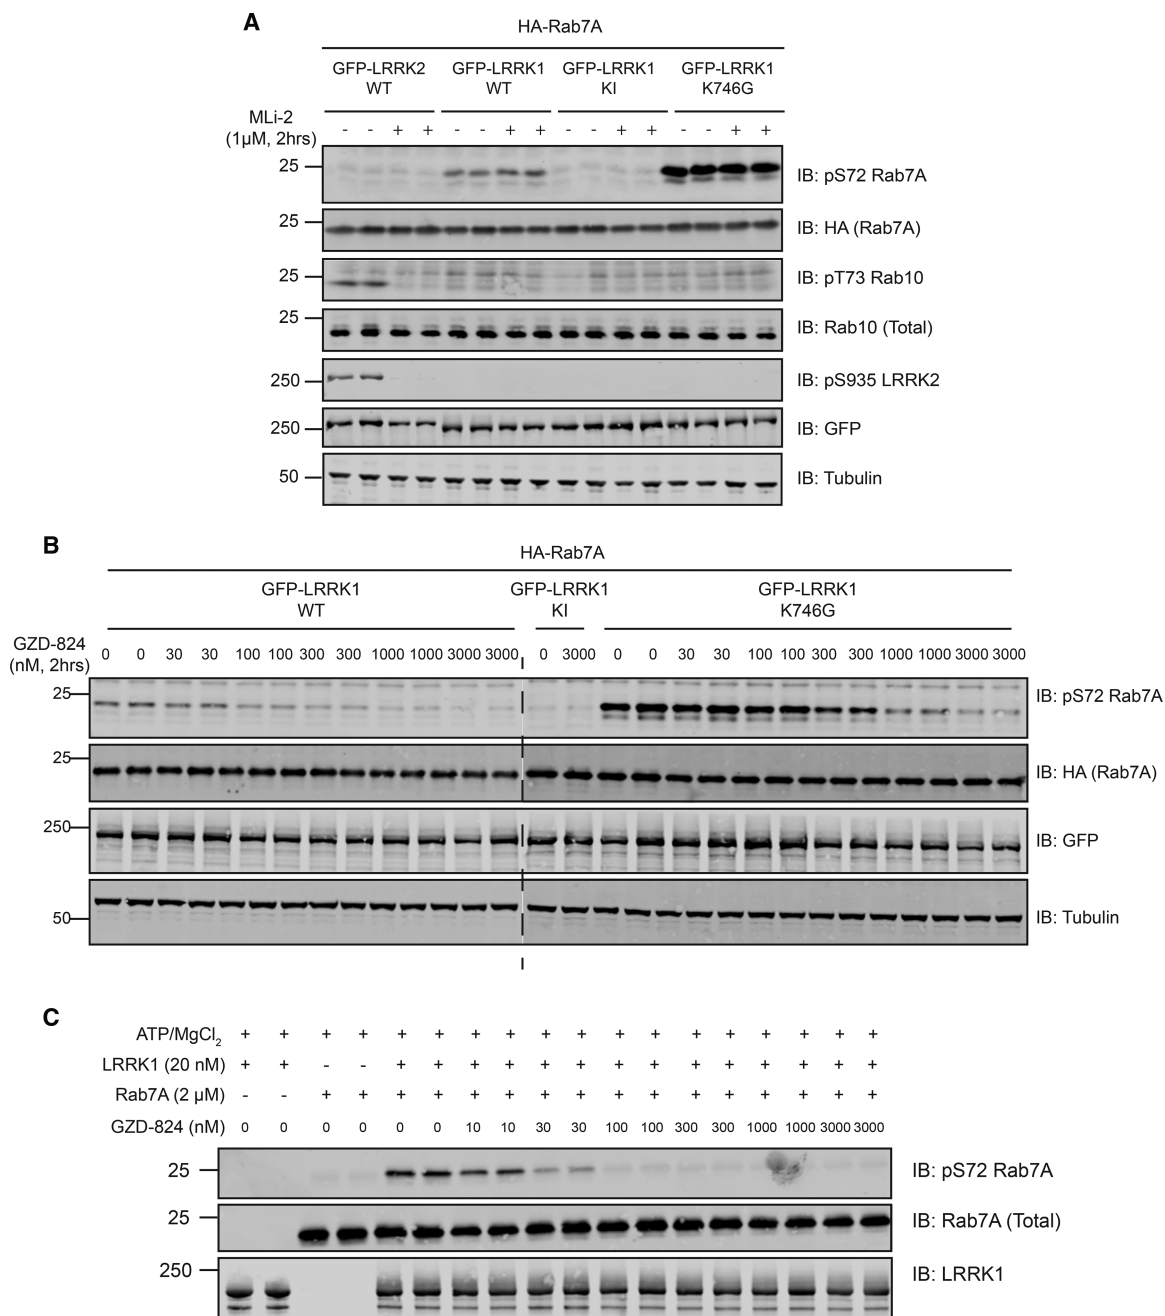 A
HA-Rab7A
GFP-LRRK2 GFP-LRRK1 GFP-LRRK1 GFP-LRRK1
WT WT KI K746G
MLi-2
(1µM, 2hrs)
- - + + - - + + - - + + - - + +
25 IB: pS72 Rab7A
25 IB: HA (Rab7A)
25 IB: pT73 Rab10
25 IB: Rab10 (Total)
250 IB: pS935 LRRK2
250 IB: GFP
50 IB: Tubulin
B
HA-Rab7A
GFP-LRRK1 GFP-LRRK1 GFP-LRRK1
WT KI K746G
GZD-824
(nM, 2hrs)
0 0 30 30 100 100 300 300 1000 1000 3000 3000 0 3000 0 0 30 30 100 100 300 300 1000 1000 3000 3000
25 IB: pS72 Rab7A
25 IB: HA (Rab7A)
250 IB: GFP
50 IB: Tubulin
C
ATP/MgCl2 + + + + + + + + + + + + + + + + + +
LRRK1 (20 nM) + + - - + + + + + + + + + + + + + +
Rab7A (2 µM) - - + + + + + + + + + + + + + + + +
GZD-824 (nM) 0 0 0 0 0 0 10 10 30 30 100 100 300 300 1000 1000 3000 3000
25 IB: pS72 Rab7A
25 IB: Rab7A (Total)
250 IB: LRRK1